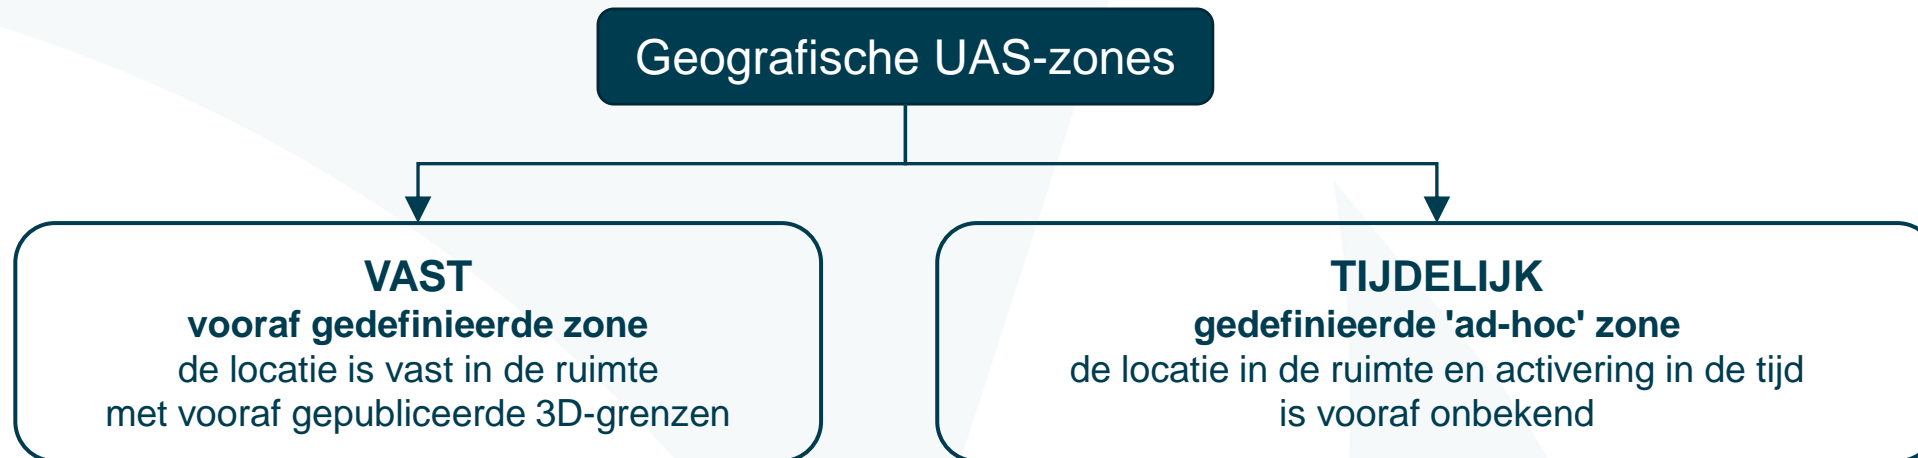 Geografische UAS-zones
VAST
vooraf gedefinieerde zone
de locatie is vast in de ruimte
met vooraf gepubliceerde 3D-grenzen
TIJDELIJK
gedefinieerde 'ad-hoc' zone
de locatie in de ruimte en activering in de tijd
is vooraf onbekend